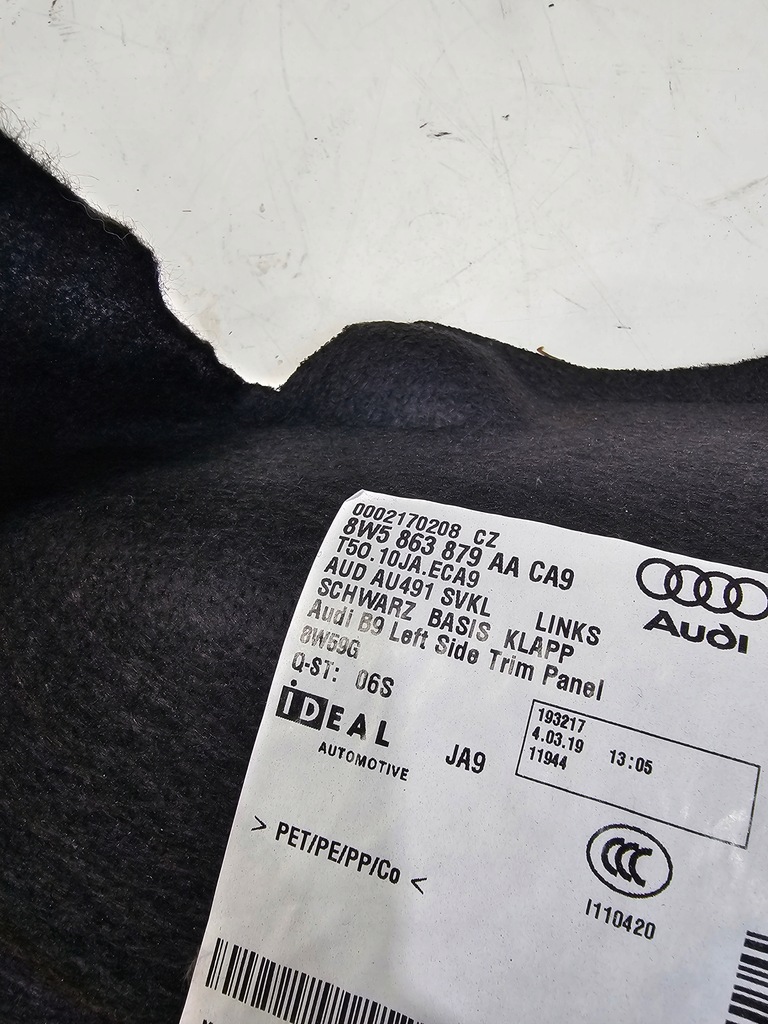 0002170208 CZ
8W5 863 879 AA CA9
T50.10JA.ECA9
AUD AU491 SVKL LINKS
SCHWARZ BASIS KLAPP
Audi B9 Left Side Trim Panel
8W59G
Q-ST: 06S
Audi
iDEAL
AUTOMOTIVE
JA9
193217
4.03.19 13:05
11944
> PET/PE/PP/Co <
CCC
I110420